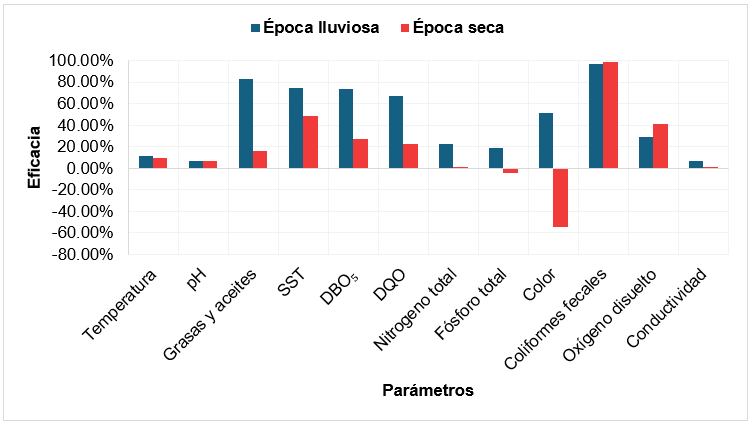 Época lluviosa Época seca
100.00%
80.00%
60.00%
40.00%
20.00%
0.00%
-20.00%
-40.00%
-60.00%
-80.00%
Eficacia
Temperatura
pH
Grasas y aceites
SST
DBO₅
DQO
Nitrogeno total
Fósforo total
Color
Coliformes fecales
Oxígeno disuelto
Conductividad
Parámetros